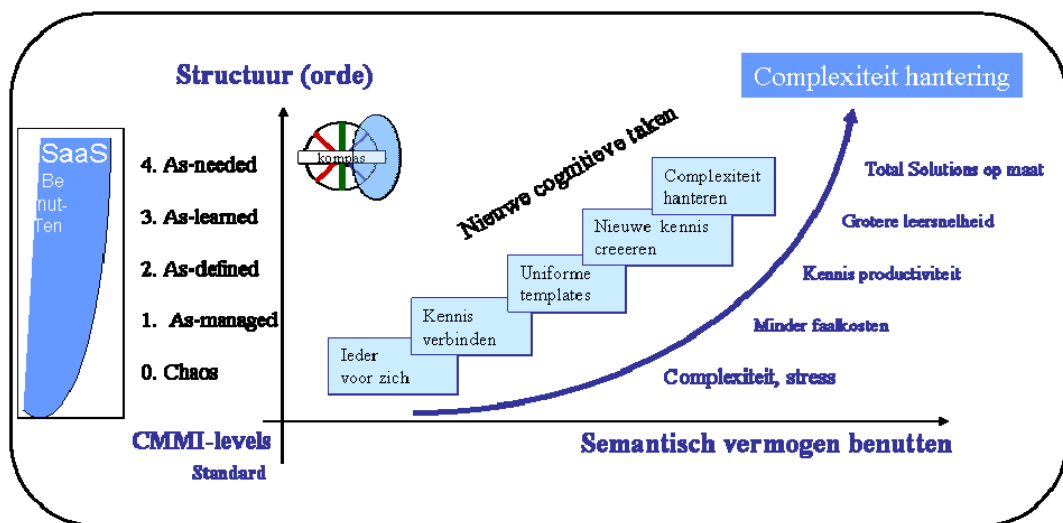 Structuur (orde)
Complexiteit hantering
SaaS
Be
nut-
Ten
4. As-needed
3. As-learned
2. As-defined
1. As-managed
0. Chaos
kompas
Nieuwe cognitieve taken
Complexiteit
hanteren
Nieuwe kennis
creeeren
Uniforme
templates
Kennis
verbinden
Ieder
voor zich
Total Solutions op maat
Grotere leersnelheid
Kennis productiviteit
Minder faalkosten
Complexiteit, stress
CMMI-levels
Standard
Semantisch vermogen benutten